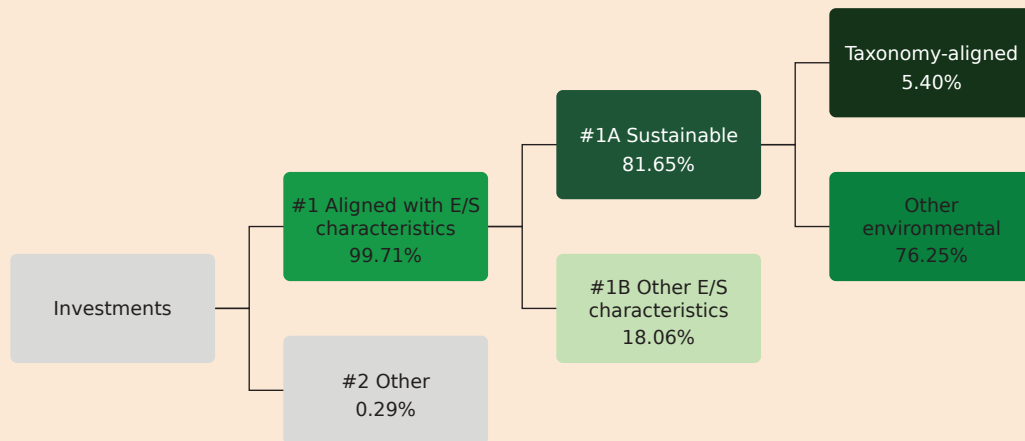 Investments
#1 Aligned with E/S
characteristics
99.71%
#2 Other
0.29%
#1A Sustainable
81.65%
#1B Other E/S
characteristics
18.06%
Taxonomy-aligned
5.40%
Other
environmental
76.25%